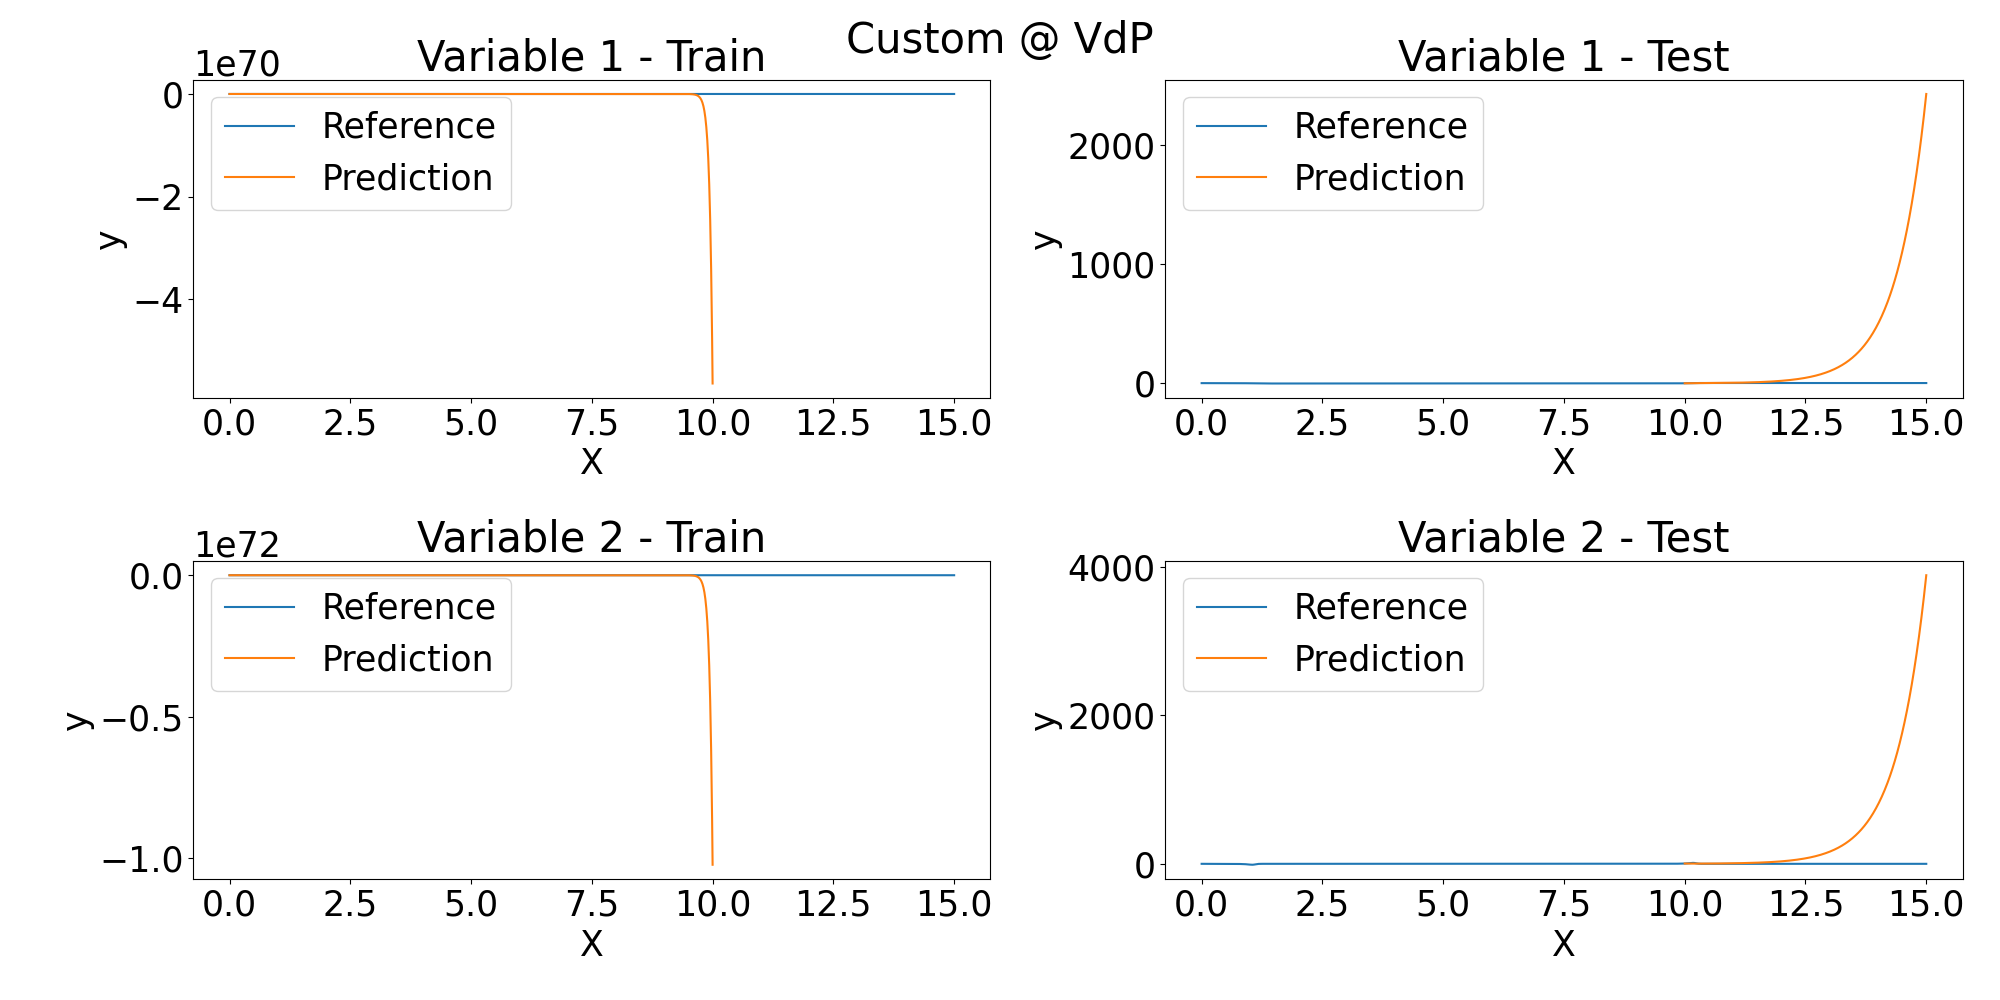 Custom @ VdP
Variable 1 - Train
1e70
0
−2
−4
y
Reference
Prediction
0.0 2.5 5.0 7.5 10.0 12.5 15.0
X
Variable 1 - Test
2000
1000
0
y
Reference
Prediction
0.0 2.5 5.0 7.5 10.0 12.5 15.0
X
Variable 2 - Train
1e72
0.0
−0.5
−1.0
y
Reference
Prediction
0.0 2.5 5.0 7.5 10.0 12.5 15.0
X
Variable 2 - Test
4000
2000
0
y
Reference
Prediction
0.0 2.5 5.0 7.5 10.0 12.5 15.0
X